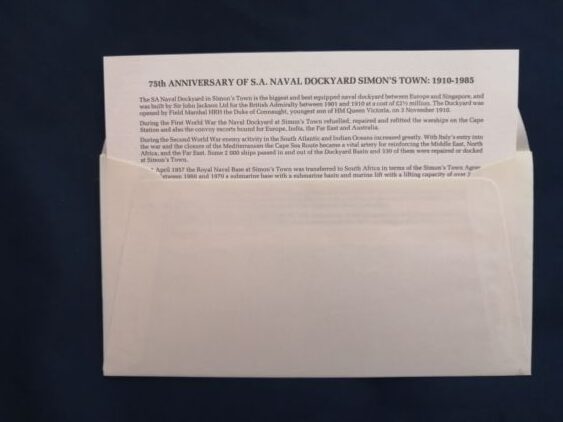 75th ANNIVERSARY OF S.A. NAVAL DOCKYARD SIMON'S TOWN: 1910-1985
The SA Naval Dockyard in Simon's Town is the biggest and best equipped naval dockyard between Europe and Singapore, and
was built by Sir John Jackson Ltd for the British Admiralty between 1901 and 1910 at a cost of £2½ million. The Dockyard was
opened by Field Marshal HRH the Duke of Connaught, youngest son of HM Queen Victoria, on 3 November 1910.
During the First World War the Naval Dockyard at Simon's Town refuelled, repaired and refitted the warships on the Cape
Station and also the convoy escorts bound for Europe, India, the Far East and Australia.
During the Second World War enemy activity in the South Atlantic and Indian Oceans increased greatly. With Italy's entry into
the war and the closure of the Mediterranean the Cape Sea Route became a vital artery for reinforcing the Middle East, North
Africa, and the Far East. Some 2 000 ships passed in and out of the Dockyard Basin and 330 of them were repaired or docked
at Simon's Town.
April 1957 the Royal Naval Base at Simon's Town was transferred to South Africa in terms of the Simon's Town Agree
between 1968 and 1979 a submarine base with a submarine basin and marine lift with a lifting capacity of over